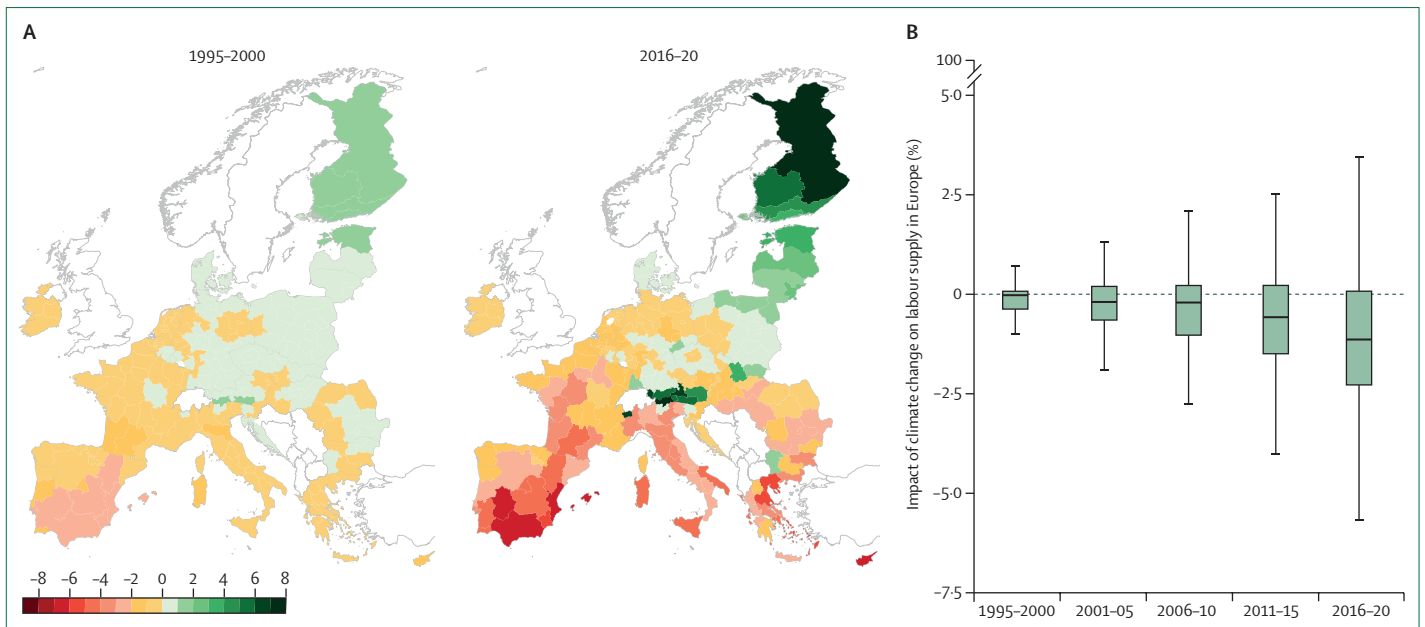 A
1995–2000
2016–20
–8 –6 –4 –2 0 2 4 6 8
B
Impact of climate change on labour supply in Europe (%)
100
5·0
2·5
0
–2·5
–5·0
–7·5
1995–2000 2001–05 2006–10 2011–15 2016–20